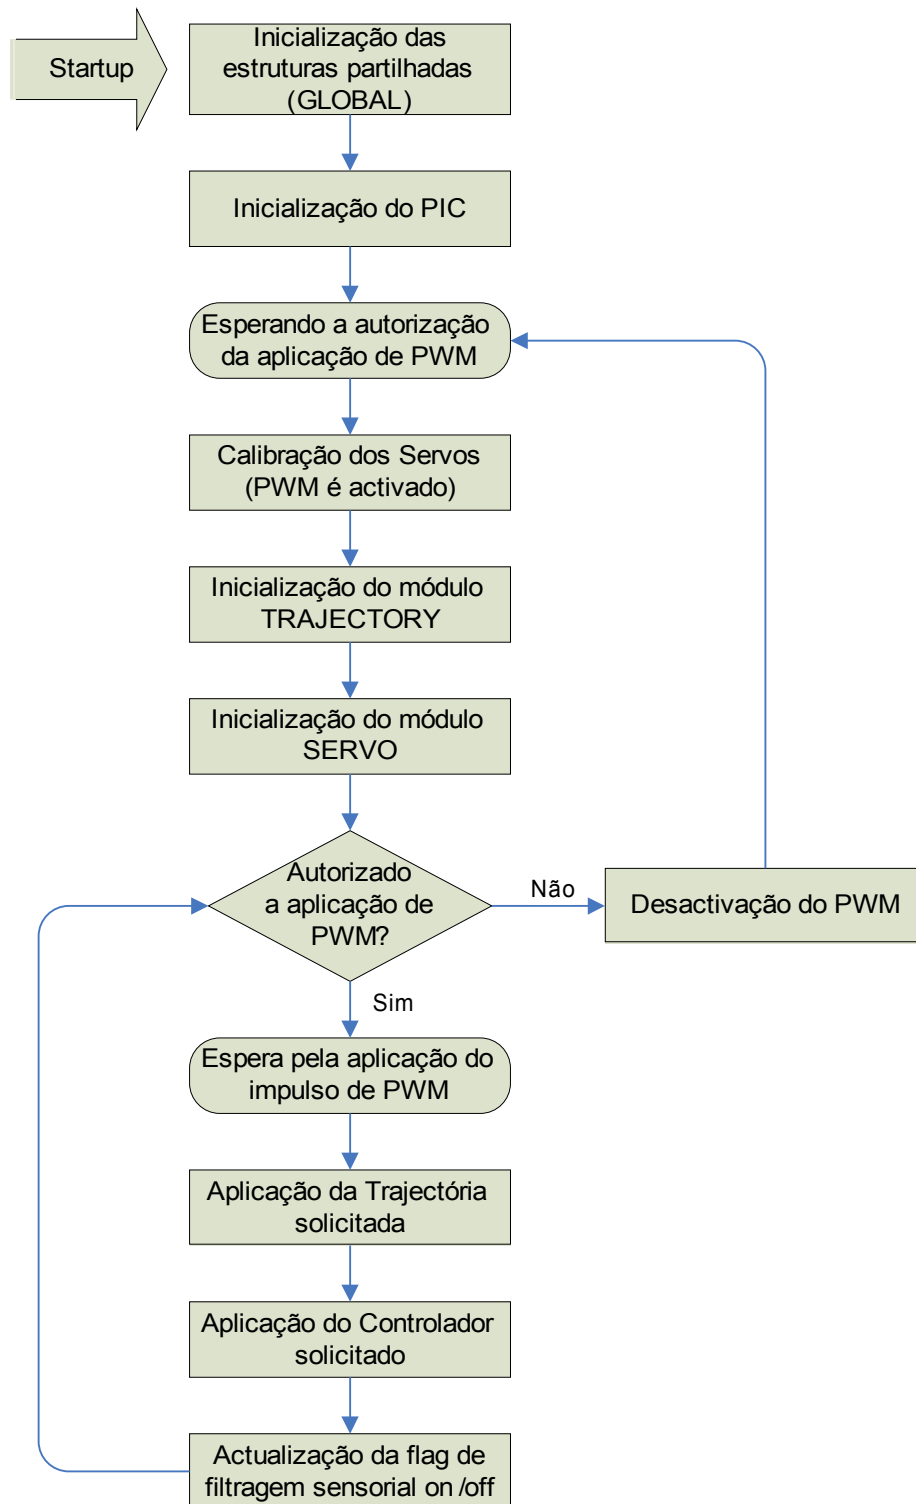 Startup
Inicialização das
estruturas partilhadas
(GLOBAL)
Inicialização do PIC
Esperando a autorização
da aplicação de PWM
Calibração dos Servos
(PWM é activado)
Inicialização do módulo
TRAJECTORY
Inicialização do módulo
SERVO
Autorizado
a aplicação de
PWM?
Não
Desactivação do PWM
Sim
Espera pela aplicação do
impulso de PWM
Aplicação da Trajectória
solicitada
Aplicação do Controlador
solicitado
Actualização da flag de
filtragem sensorial on /off